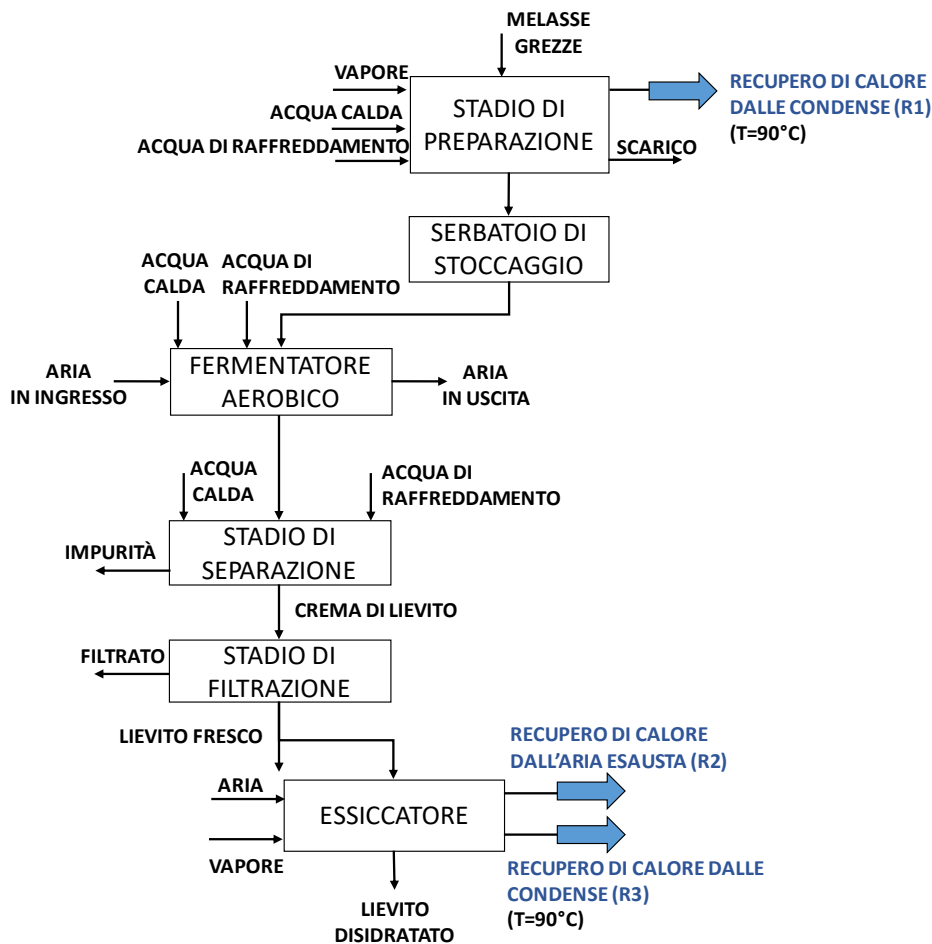 MELASSE
GREZZE
VAPORE
ACQUA CALDA
ACQUA DI RAFFREDDAMENTO
STADIO DI
PREPARAZIONE
RECUPERO DI CALORE
DALLE CONDENSE (R1)
(T=90°C)
SCARICO
SERBATOIO DI
STOCCAGGIO
ACQUA
CALDA
ACQUA DI
RAFFREDDAMENTO
ARIA
IN INGRESSO
FERMENTATORE
AEROBICO
ARIA
IN USCITA
ACQUA
CALDA
ACQUA DI
RAFFREDDAMENTO
STADIO DI
SEPARAZIONE
IMPURITÀ
CREMA DI LIEVITO
STADIO DI
FILTRAZIONE
FILTRATO
LIEVITO FRESCO
RECUPERO DI CALORE
DALL’ARIA ESAUSTA (R2)
ARIA
ESSICCATORE
VAPORE
RECUPERO DI CALORE DALLE
CONDENSE (R3)
(T=90°C)
LIEVITO
DISIDRATATO